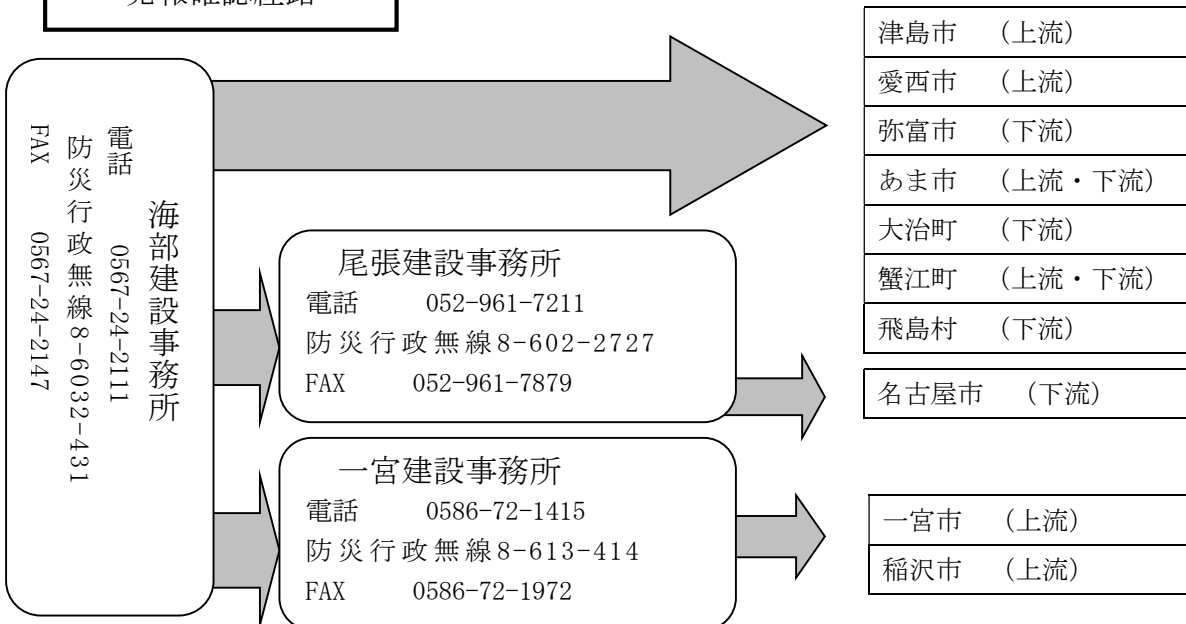 発報確認経路
海部建設事務所
電話 0567-24-2111
防災行政無線8-6032-431
FAX 0567-24-2147
尾張建設事務所
電話 052-961-7211
防災行政無線8-602-2727
FAX 052-961-7879
一宮建設事務所
電話 0586-72-1415
防災行政無線8-613-414
FAX 0586-72-1972
津島市 （上流）
愛西市 （上流）
弥富市 （下流）
あま市 （上流・下流）
大治町 （下流）
蟹江町 （上流・下流）
飛島村 （下流）
名古屋市 （下流）
一宮市 （上流）
稲沢市 （上流）